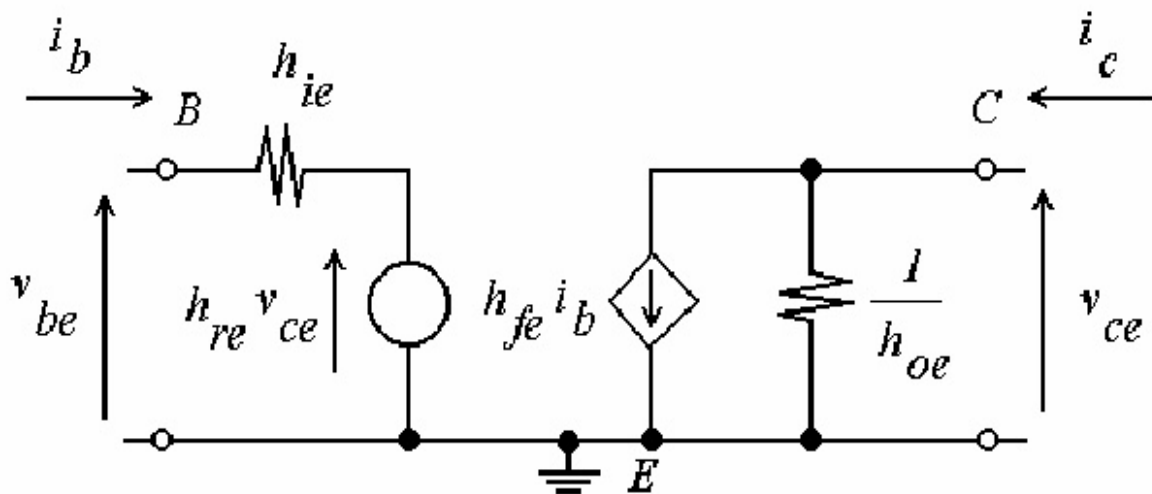 i_b
h_ie
B
C
i_c
v_be
h_re v_ce
h_fe i_b
1
h_oe
v_ce
E